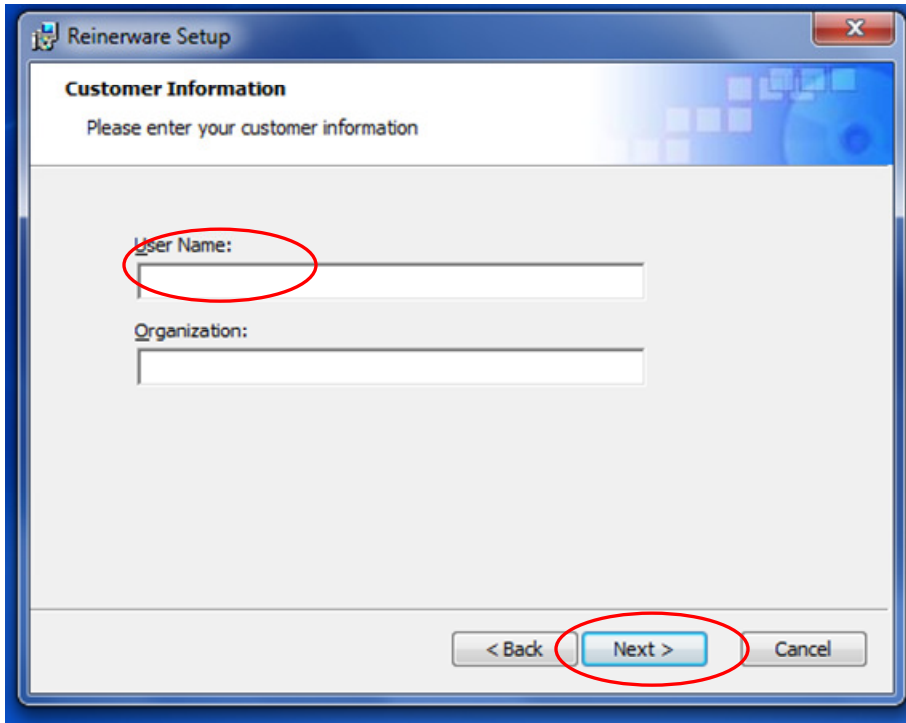 Reinerware Setup
Customer Information
Please enter your customer information
User Name:
Organization:
< Back Next > Cancel